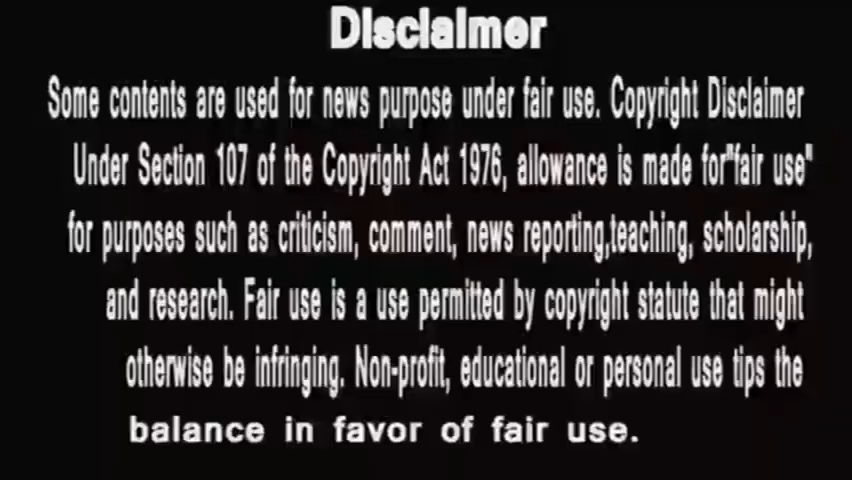 Disclaimer
Some contents are used for news purpose under fair use. Copyright Disclaimer
Under Section 107 of the Copyright Act 1976, allowance is made for"fair use"
for purposes such as criticism, comment, news reporting,teaching, scholarship,
and research. Fair use is a use permitted by copyright statute that might
otherwise be infringing. Non-profit, educational or personal use tips the
balance in favor of fair use.